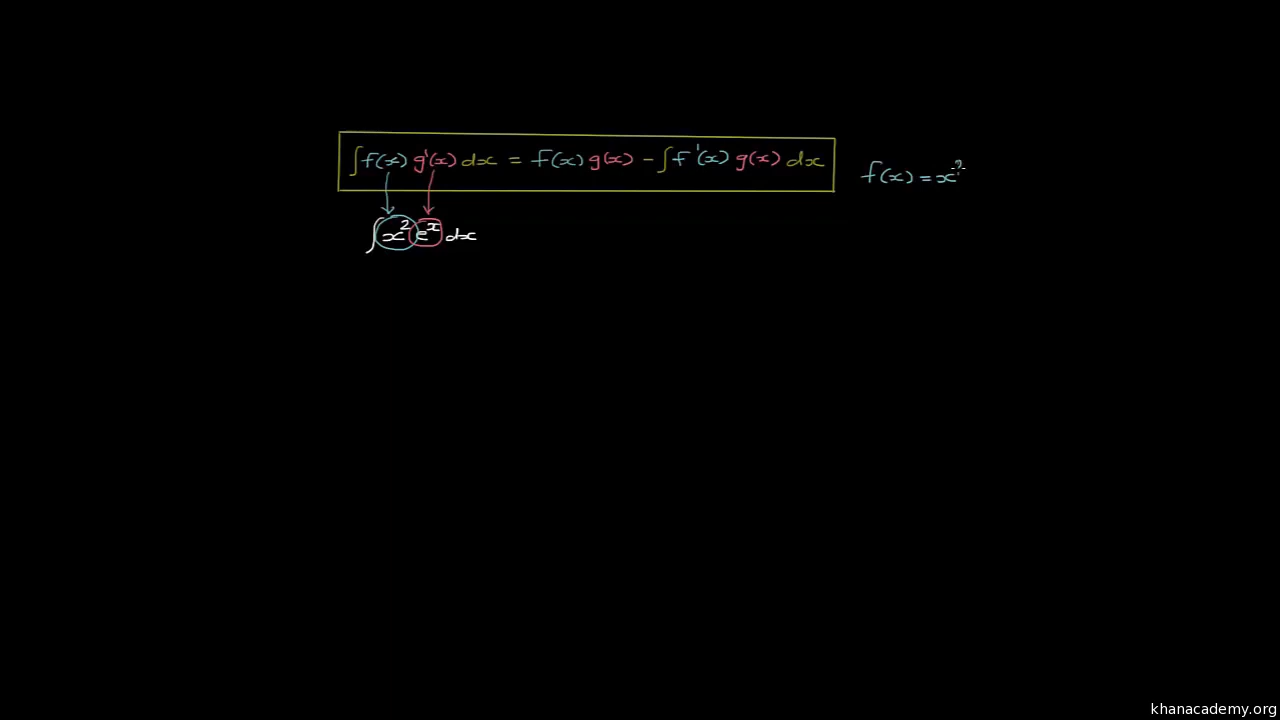 ∫f(x) g'(x) dx = f(x) g(x) - ∫f'(x) g(x) dx
f(x) = x²
∫x² eˣ dx
khanacademy.org